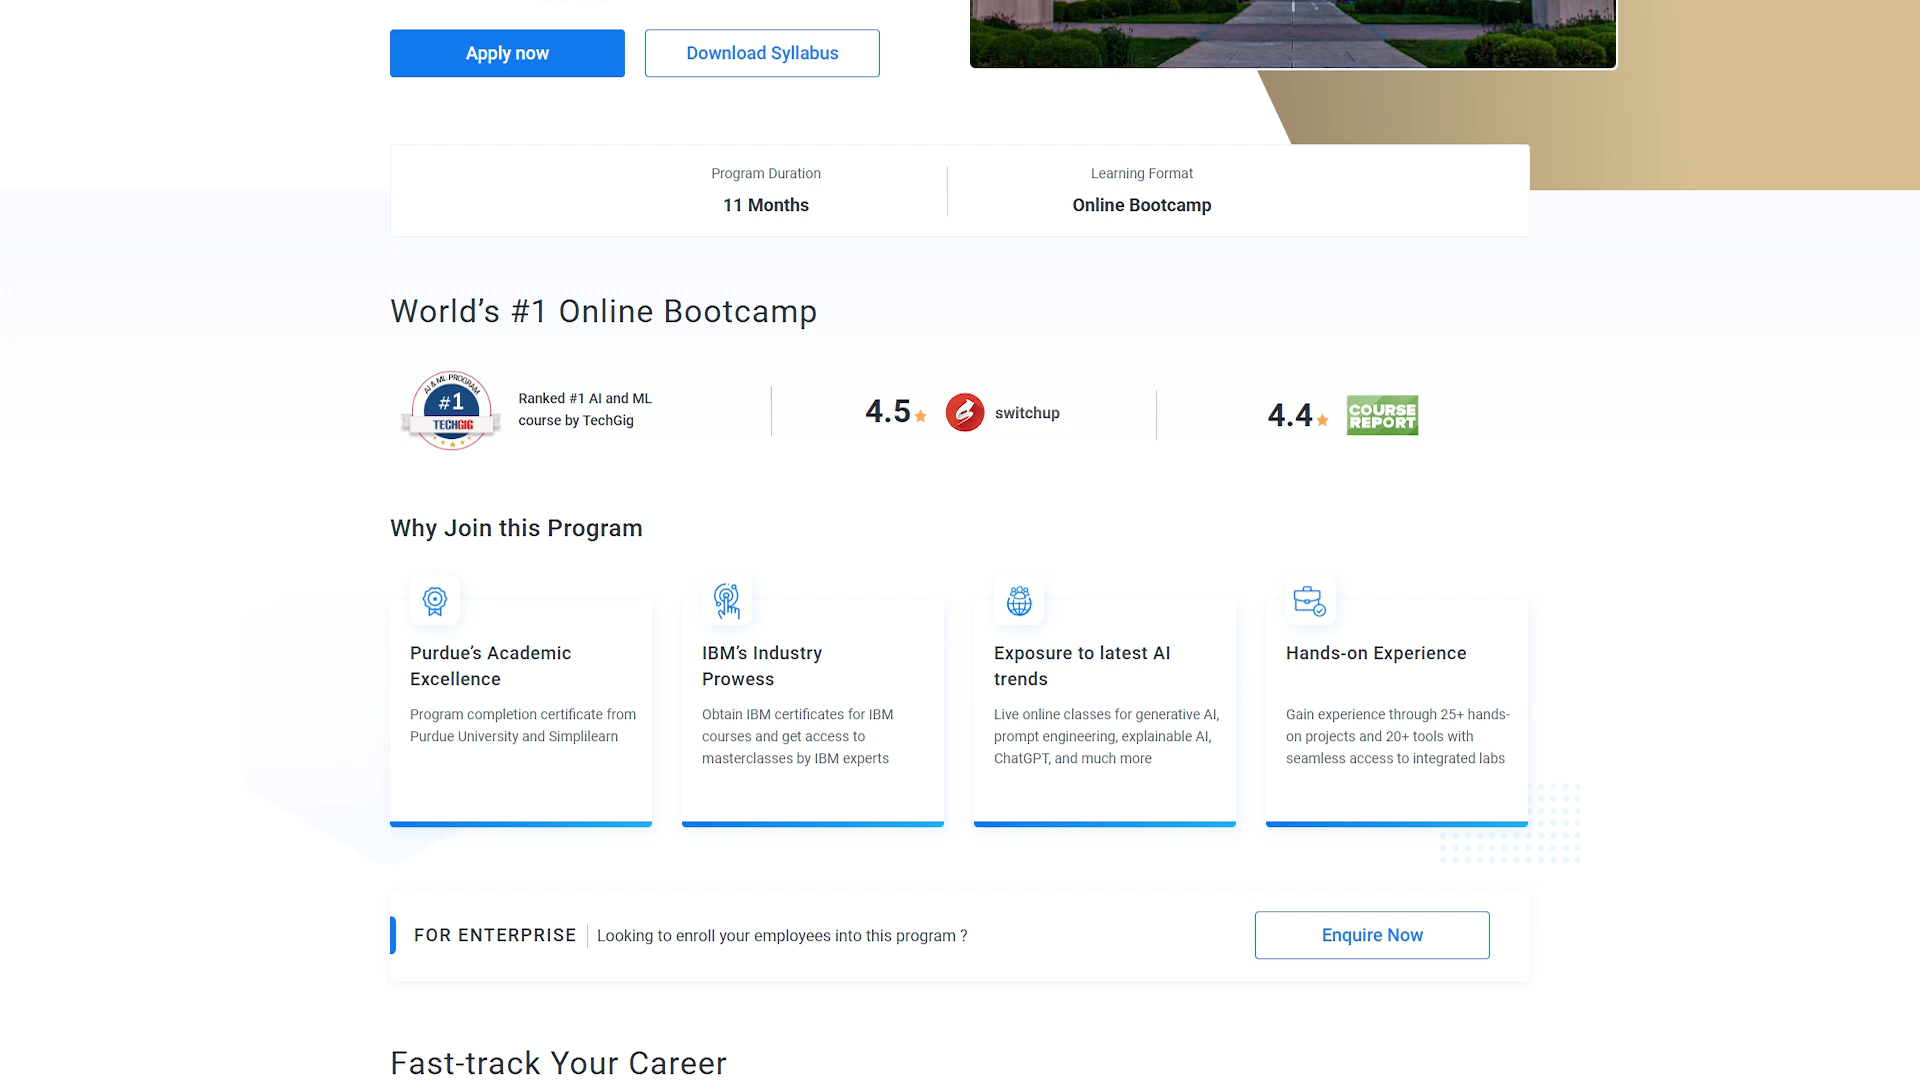 Apply now
Download Syllabus
Program Duration
11 Months
Learning Format
Online Bootcamp
World’s #1 Online Bootcamp
AI & ML PROGRAM
#1
TECHGIG
Ranked #1 AI and ML
course by TechGig
4.5
switchup
4.4
COURSE
REPORT
Why Join this Program
Purdue’s Academic
Excellence
Program completion certificate from
Purdue University and Simplilearn
IBM’s Industry
Prowess
Obtain IBM certificates for IBM
courses and get access to
masterclasses by IBM experts
Exposure to latest AI
trends
Live online classes for generative AI,
prompt engineering, explainable AI,
ChatGPT, and much more
Hands-on Experience
Gain experience through 25+ hands-
on projects and 20+ tools with
seamless access to integrated labs
FOR ENTERPRISE
Looking to enroll your employees into this program ?
Enquire Now
Fast-track Your Career